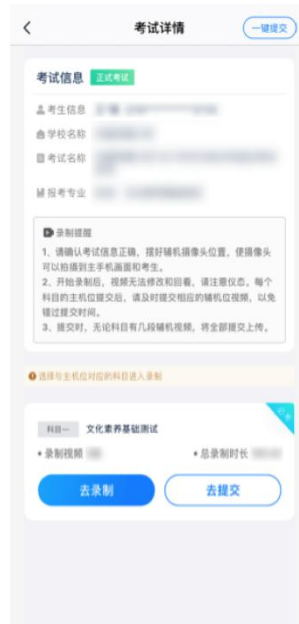 考试详情
一键提交
考试信息 正式考试
考生信息
学校名称
考试名称
报考专业
录制提醒
1、请确认考试信息正确，摆好辅机摄像头位置，使摄像头
可以拍摄到主手机画面和考生。
2、开始录制后，视频无法修改和回看，请注意仪态。每个
科目的主机位提交后，请及时提交相应的辅机位视频，以免
错过提交时间。
3、提交时，无论科目有几段辅机视频，将全部提交上传。
选择与主机位对应的科目进入录制
科目一 文化素养基础测试
录制视频
总录制时长
去录制
去提交